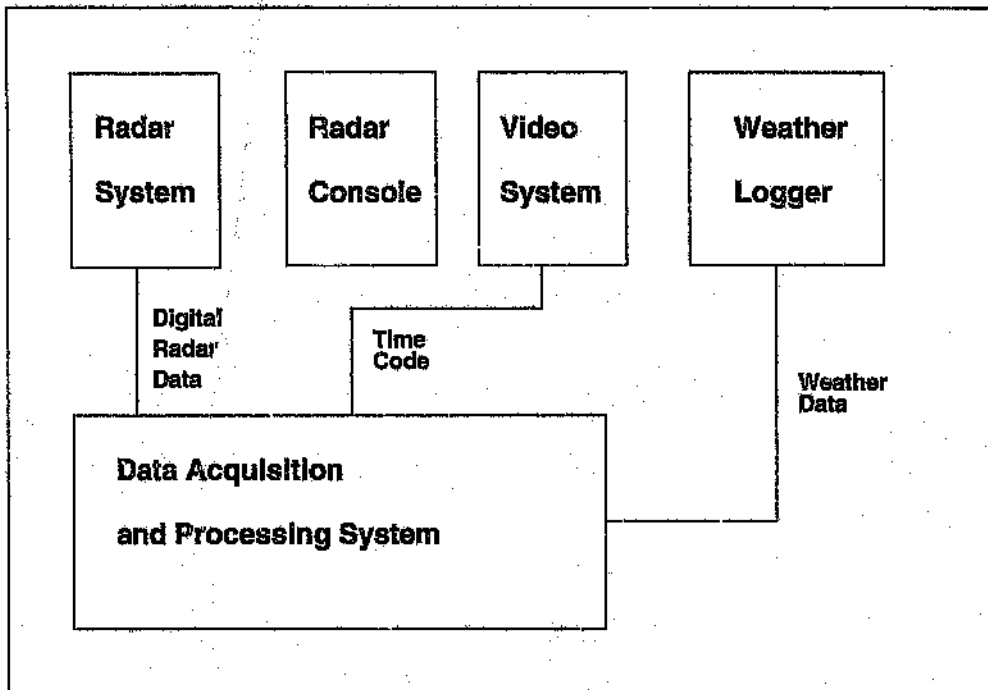 Radar
System
Radar
Console
Video
System
Weather
Logger
Digital
Radar
Data
Time
Code
Weather
Data
Data Acquisition
and Processing System